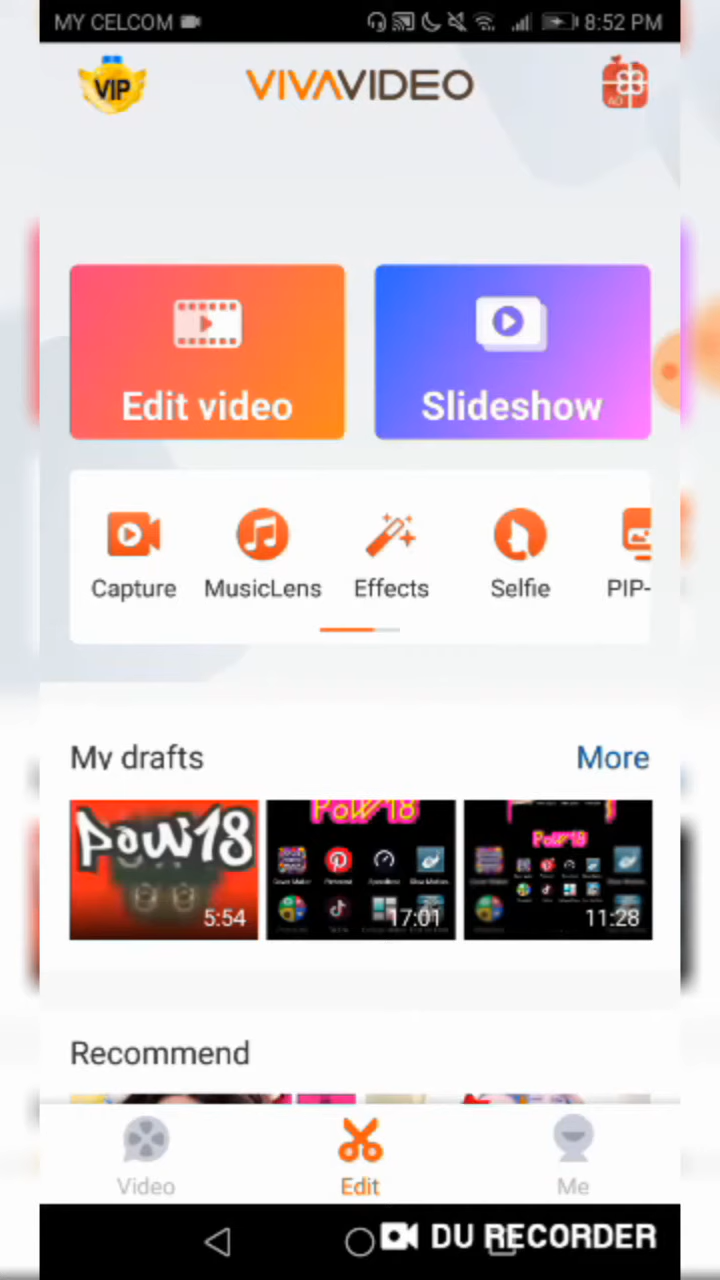 MY CELCOM 8:52 PM
VIP VIVAVIDEO AD
Edit video Slideshow
Capture MusicLens Effects Selfie PIP-
My drafts More
POW18 POW18 POW18
5:54 17:01 11:28
Recommend
Video Edit Me
DU RECORDER